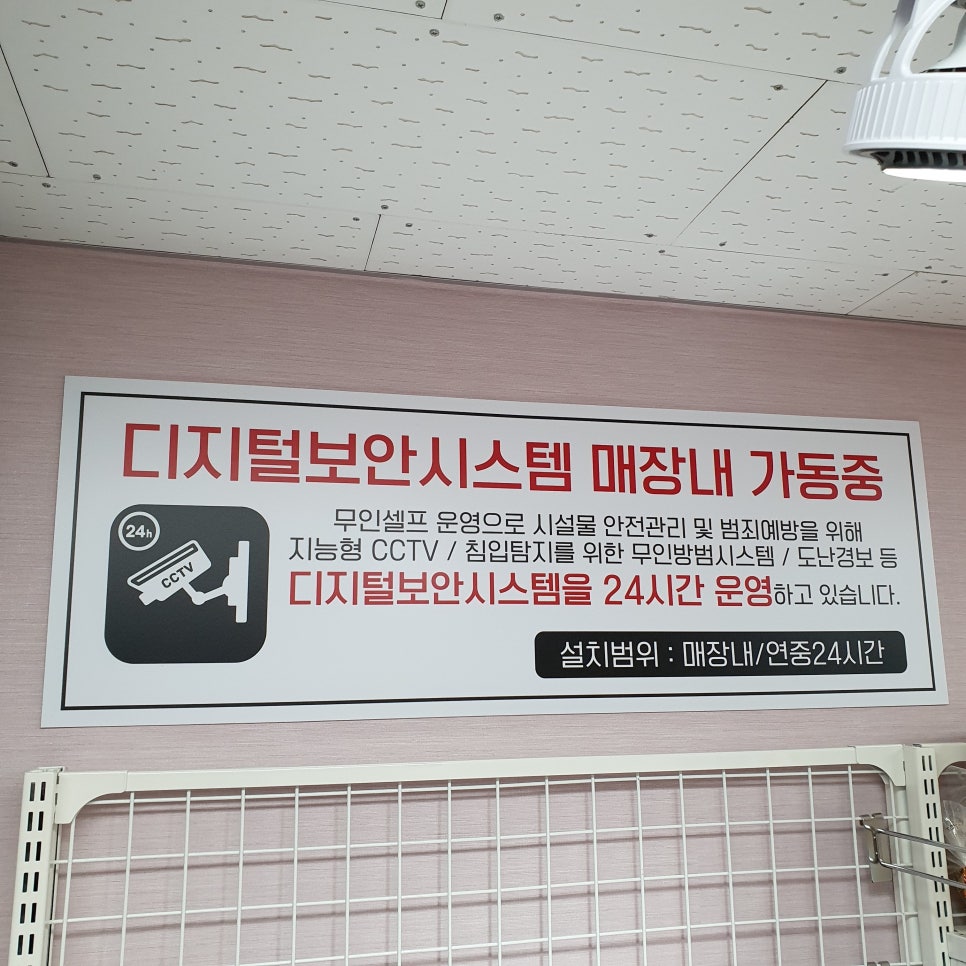 디지털보안시스템 매장내 가동중
24h
CCTV
무인셀프 운영으로 시설물 안전관리 및 범죄예방을 위해
지능형 CCTV / 침입탐지를 위한 무인방범시스템 / 도난경보 등
디지털보안시스템을 24시간 운영하고 있습니다.
설치범위 : 매장내/연중24시간